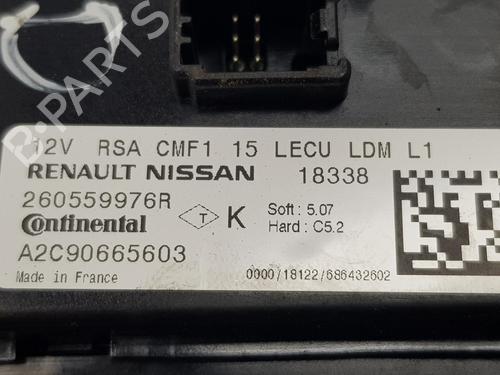 12V RSA CMF1 15 LECU LDM L1
RENAULT NISSAN 18338
260559976R
Continental T K Soft : 5.07
Hard : C5.2
A2C90665603
Made in France 0000/18122/686432602
B-PARTS